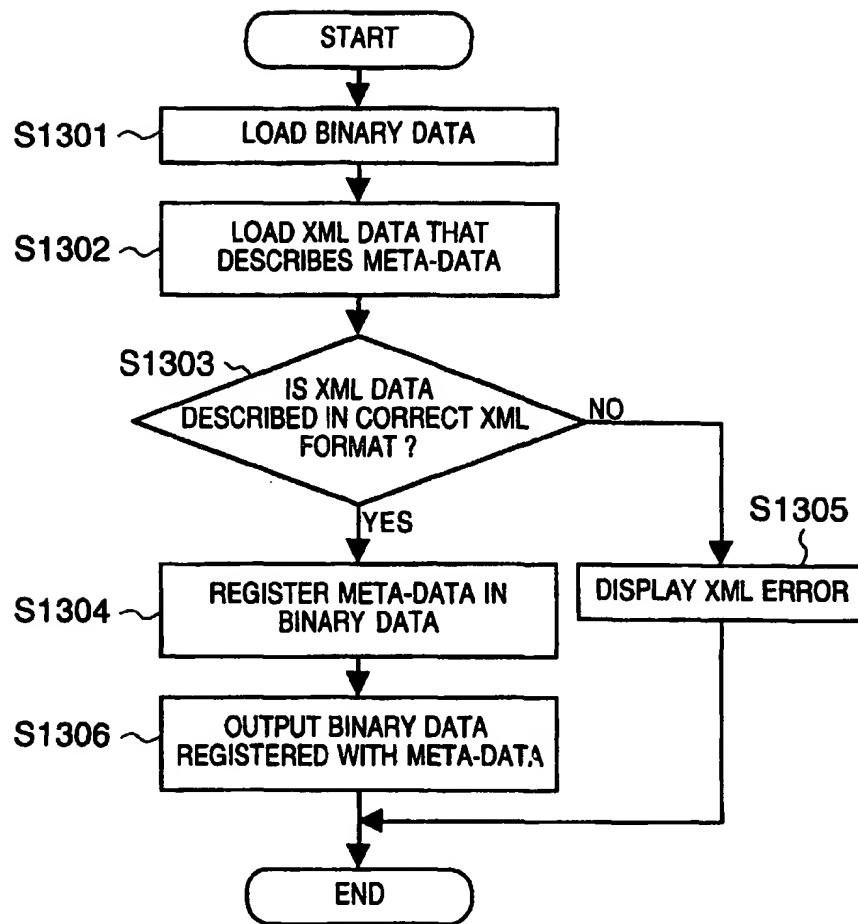 START
S1301
LOAD BINARY DATA
S1302
LOAD XML DATA THAT
DESCRIBES META-DATA
S1303
IS XML DATA
DESCRIBED IN CORRECT XML
FORMAT ?
NO
YES
S1305
S1304
REGISTER META-DATA IN
BINARY DATA
DISPLAY XML ERROR
S1306
OUTPUT BINARY DATA
REGISTERED WITH META-DATA
END